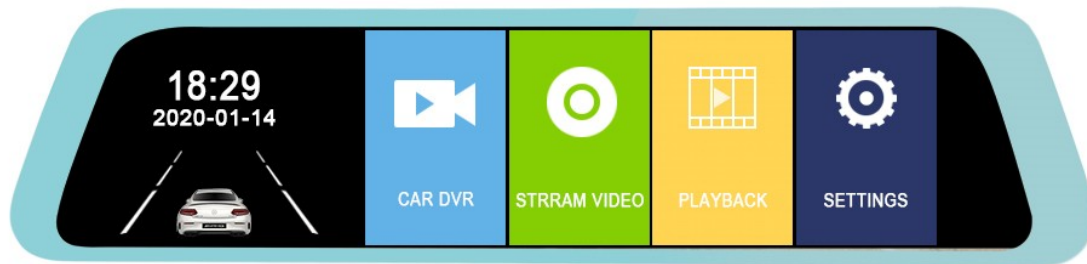 18:29
2020-01-14
CAR DVR
STRRAM VIDEO
PLAYBACK
SETTINGS